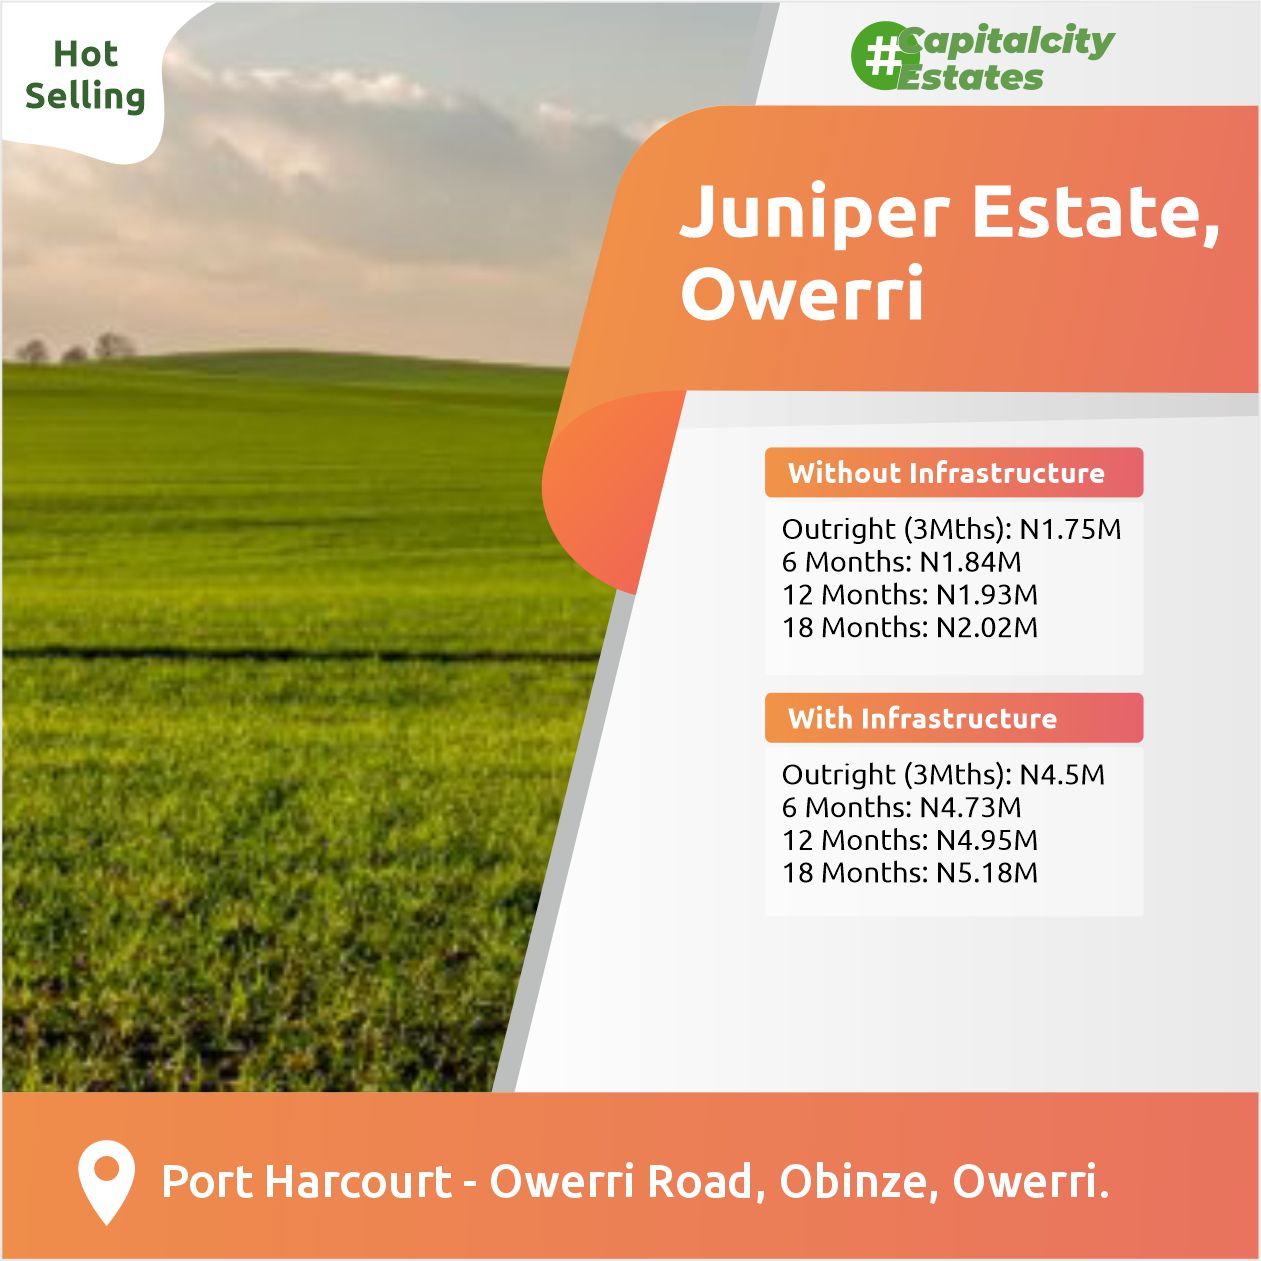 Hot
Selling
#Capitalcity
Estates
Juniper Estate,
Owerri
Without Infrastructure
Outright (3Mths): N1.75M
6 Months: N1.84M
12 Months: N1.93M
18 Months: N2.02M
With Infrastructure
Outright (3Mths): N4.5M
6 Months: N4.73M
12 Months: N4.95M
18 Months: N5.18M
Port Harcourt - Owerri Road, Obinze, Owerri.